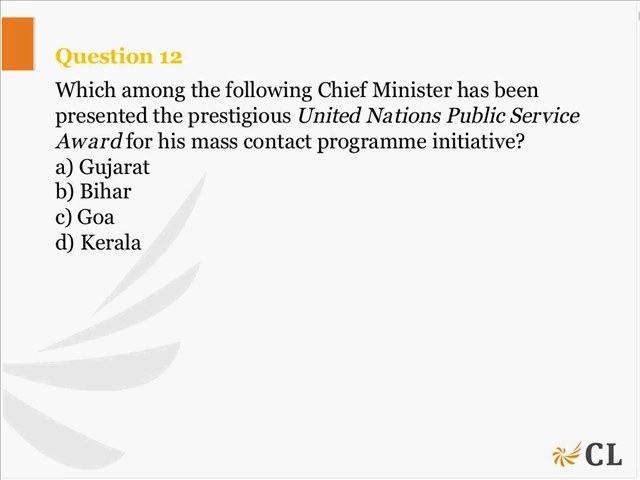 Question 12
Which among the following Chief Minister has been
presented the prestigious United Nations Public Service
Award for his mass contact programme initiative?
a) Gujarat
b) Bihar
c) Goa
d) Kerala
CL